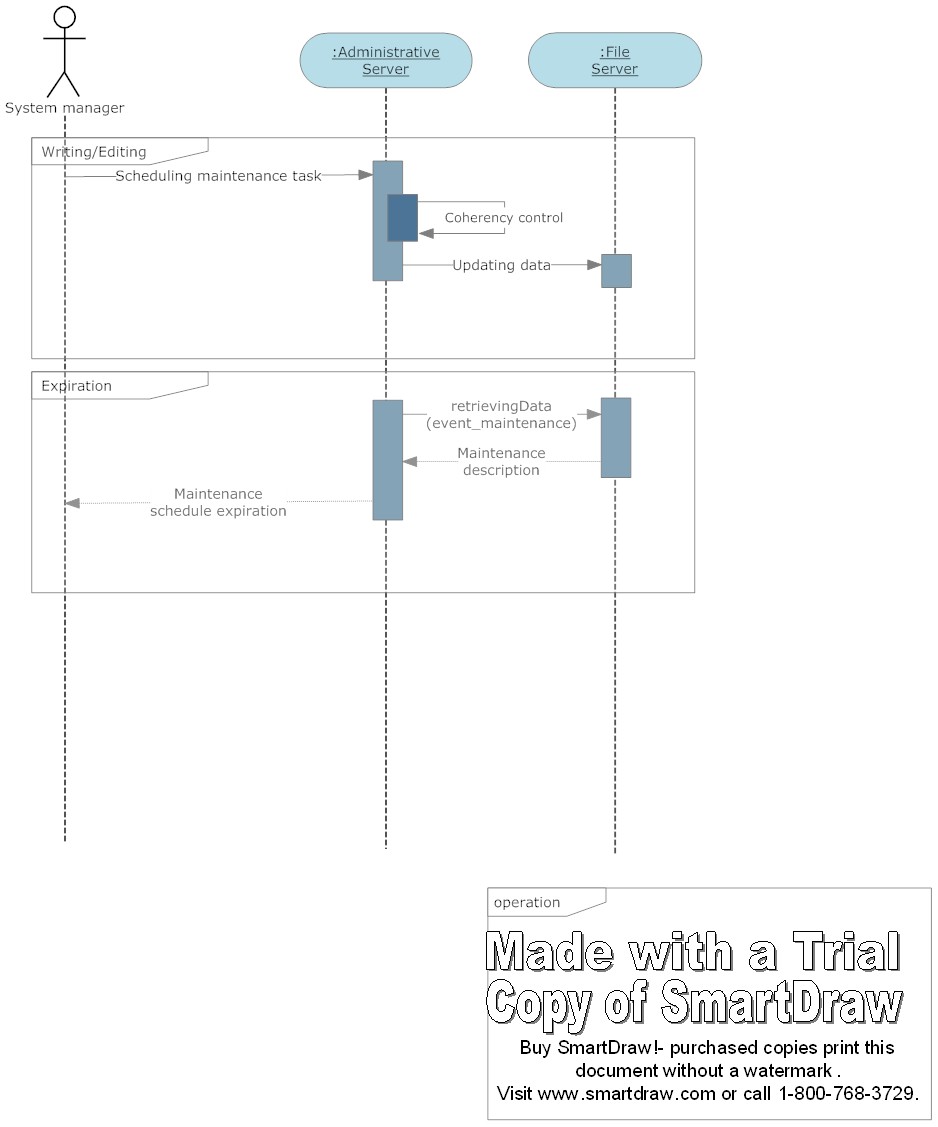 :Administrative
Server
:File
Server
System manager
Writing/Editing
Scheduling maintenance task
Coherency control
Updating data
Expiration
retrievingData
(event_maintenance)
Maintenance
description
Maintenance
schedule expiration
operation
Made with a Trial
Copy of SmartDraw
Buy SmartDraw!- purchased copies print this
document without a watermark .
Visit www.smartdraw.com or call 1-800-768-3729.